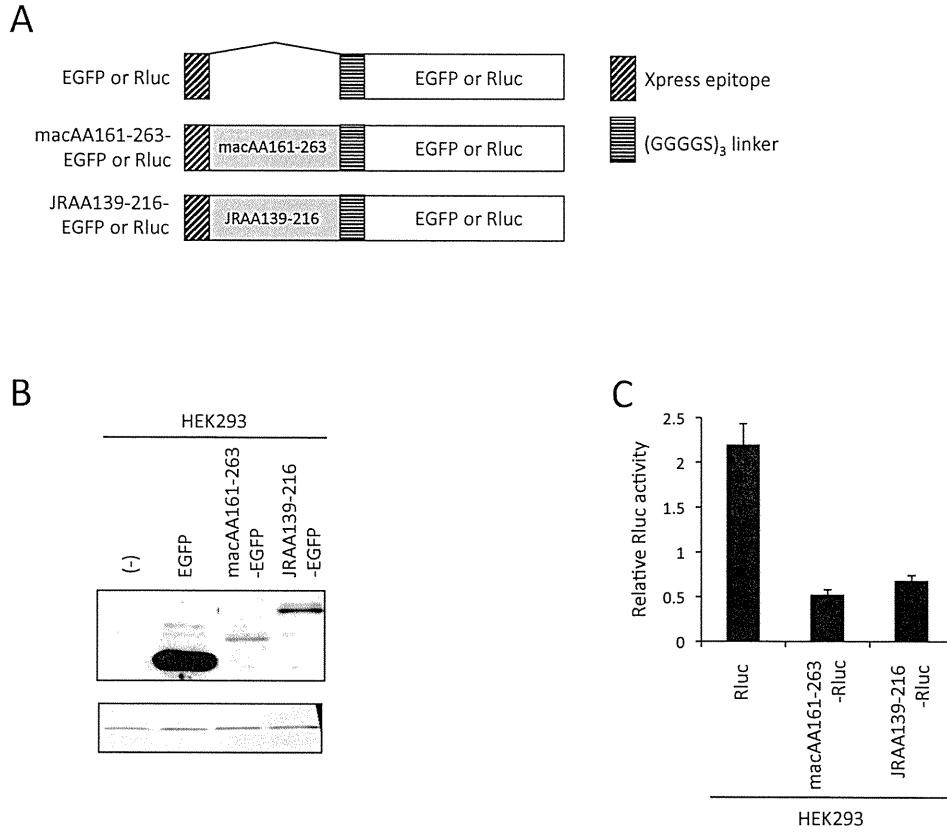 A
EGFP or Rluc
EGFP or Rluc
macAA161-263-
EGFP or Rluc
macAA161-263
EGFP or Rluc
JRAA139-216-
EGFP or Rluc
JRAA139-216
EGFP or Rluc
Xpress epitope
(GGGGS)3 linker
B
HEK293
(-)
EGFP
macAA161-263
-EGFP
JRAA139-216
-EGFP
C
Relative Rluc activity
2.5
2
1.5
1
0.5
0
Rluc
macAA161-263
-Rluc
JRAA139-216
-Rluc
HEK293